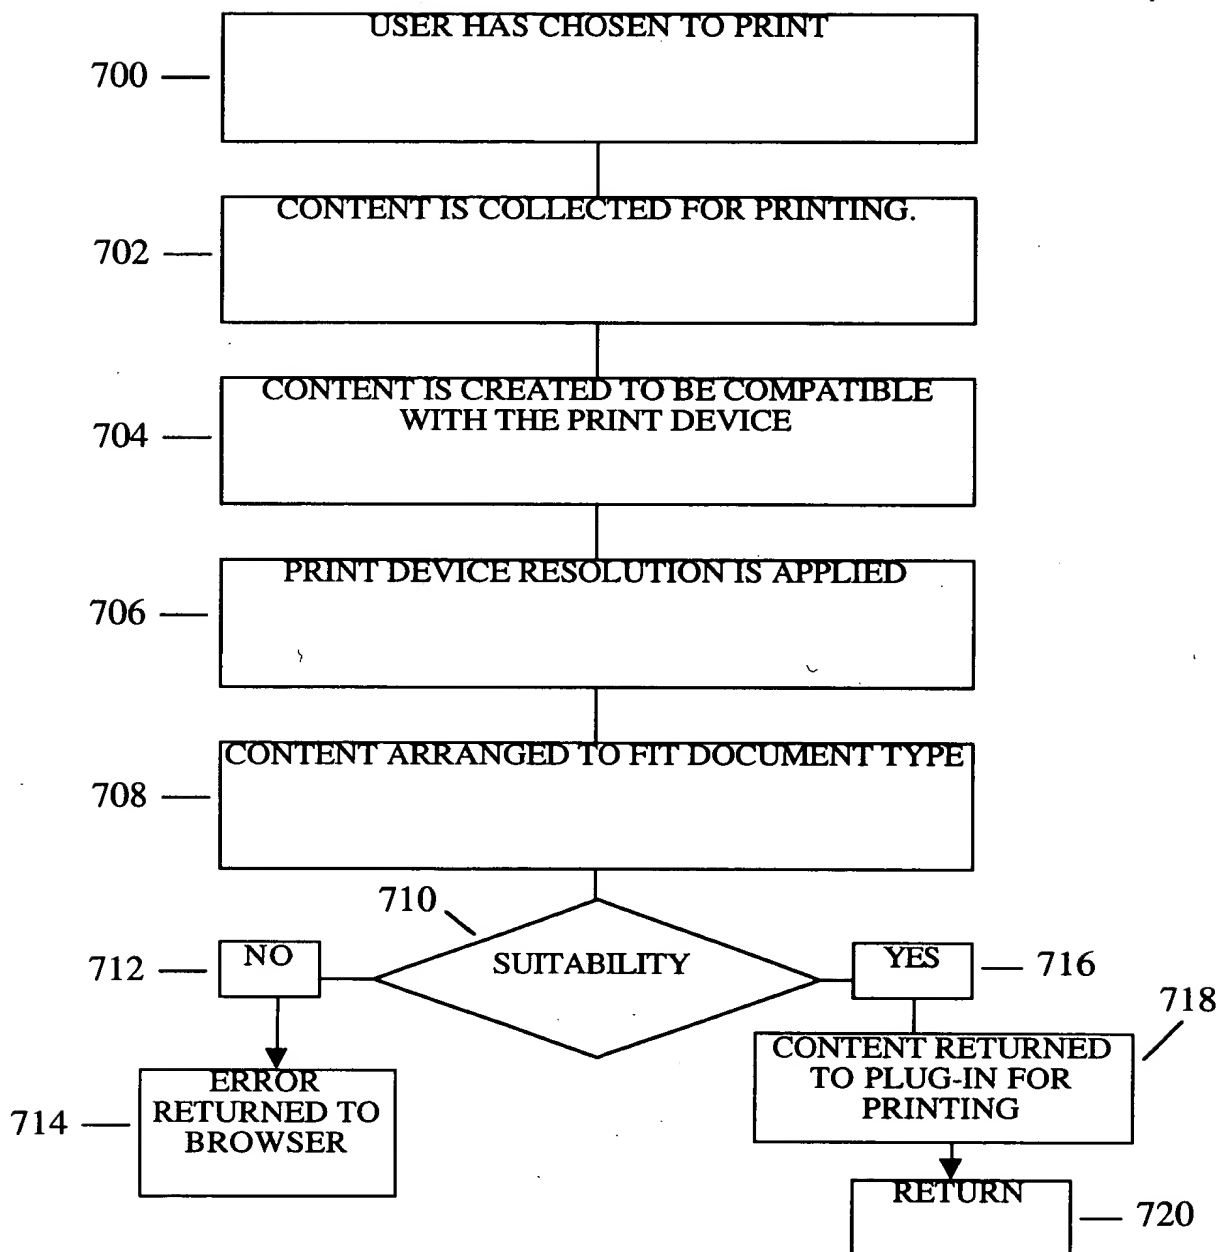 USER HAS CHOSEN TO PRINT
700
CONTENT IS COLLECTED FOR PRINTING.
702
CONTENT IS CREATED TO BE COMPATIBLE
WITH THE PRINT DEVICE
704
PRINT DEVICE RESOLUTION IS APPLIED
706
CONTENT ARRANGED TO FIT DOCUMENT TYPE
708
710
SUITABILITY
NO
712
YES
716
718
ERROR
RETURNED TO
BROWSER
714
CONTENT RETURNED
TO PLUG-IN FOR
PRINTING
RETURN
720